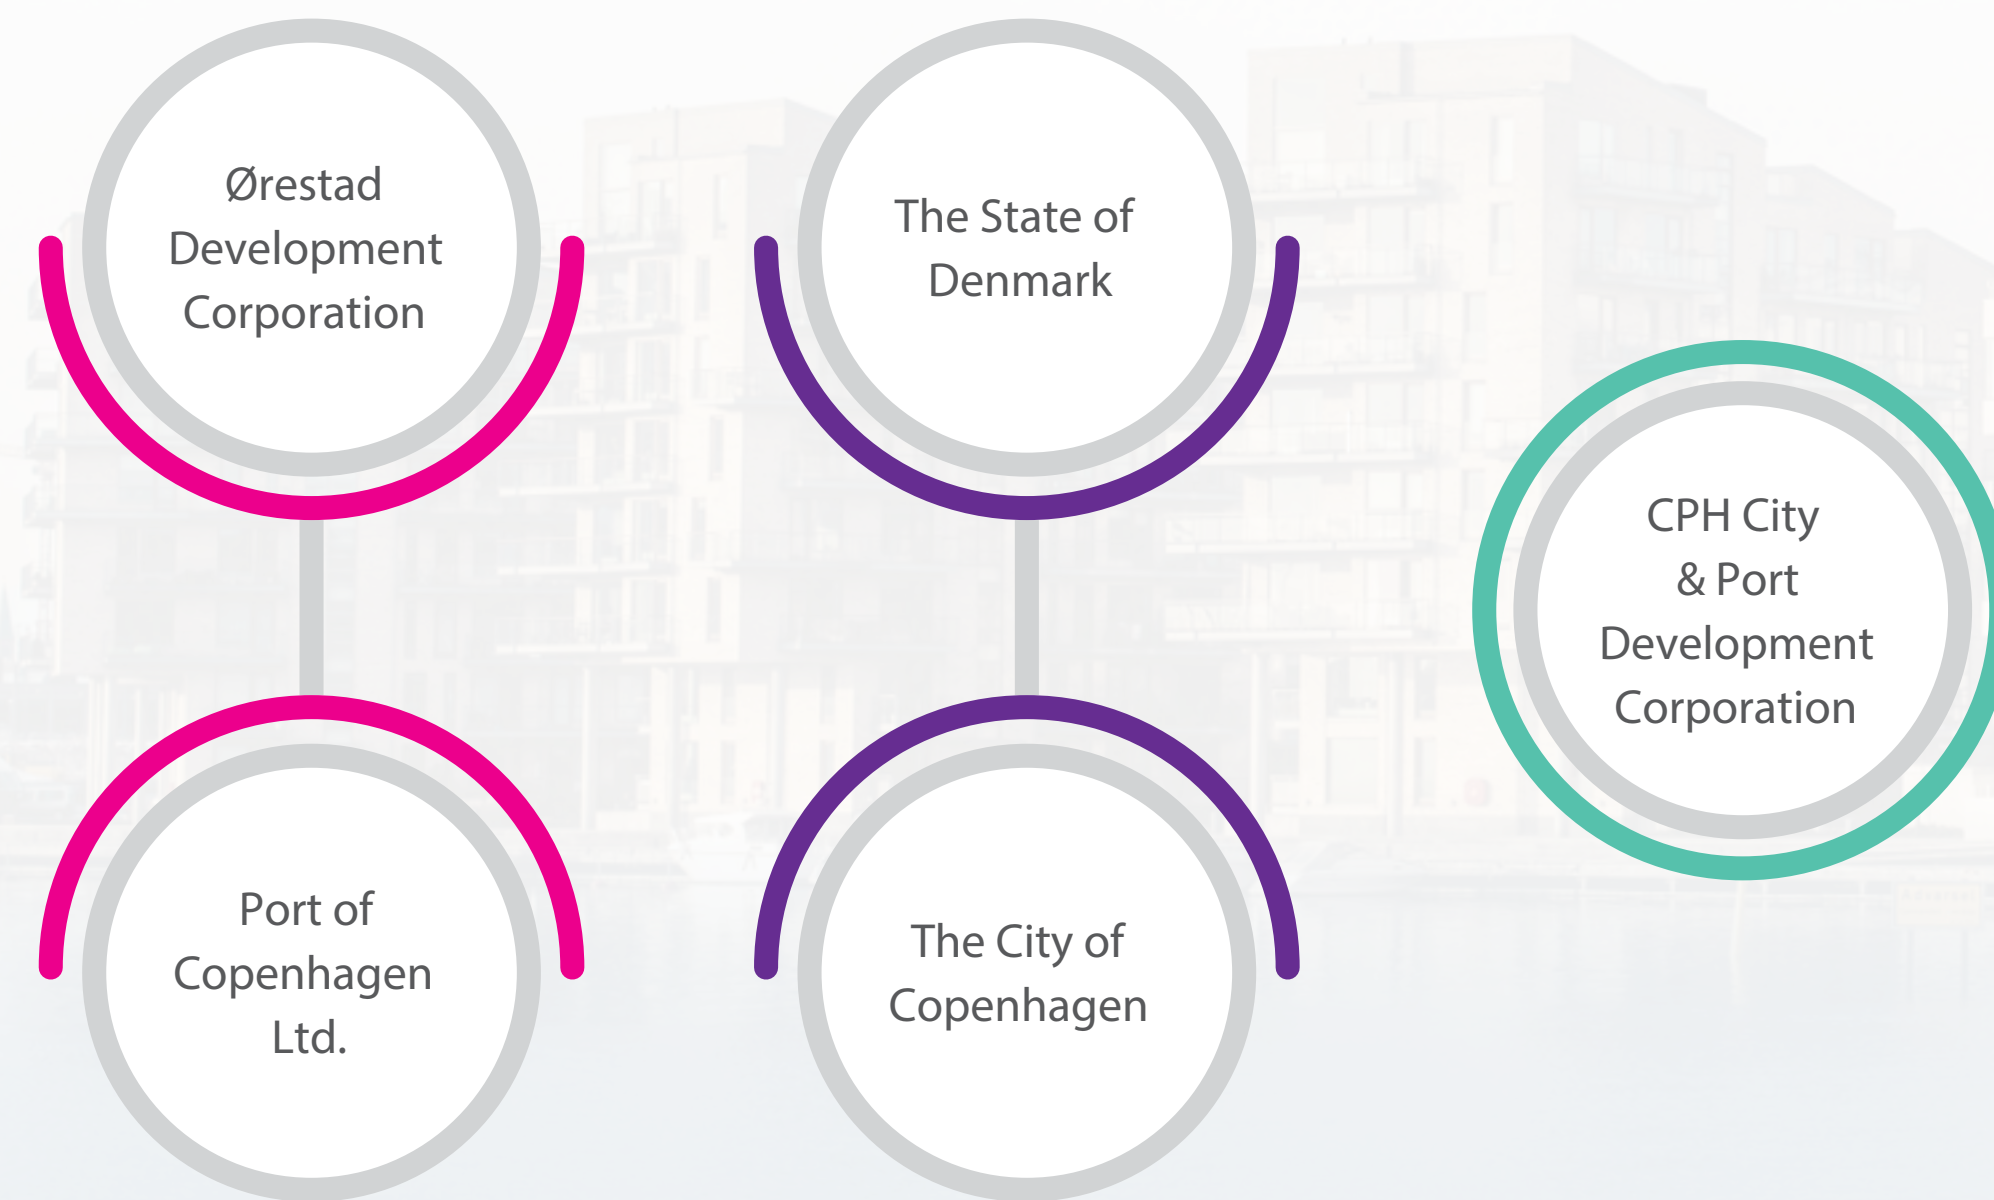 Ørestad
Development
Corporation
The State of
Denmark
CPH City
& Port
Development
Corporation
Port of
Copenhagen
Ltd.
The City of
Copenhagen